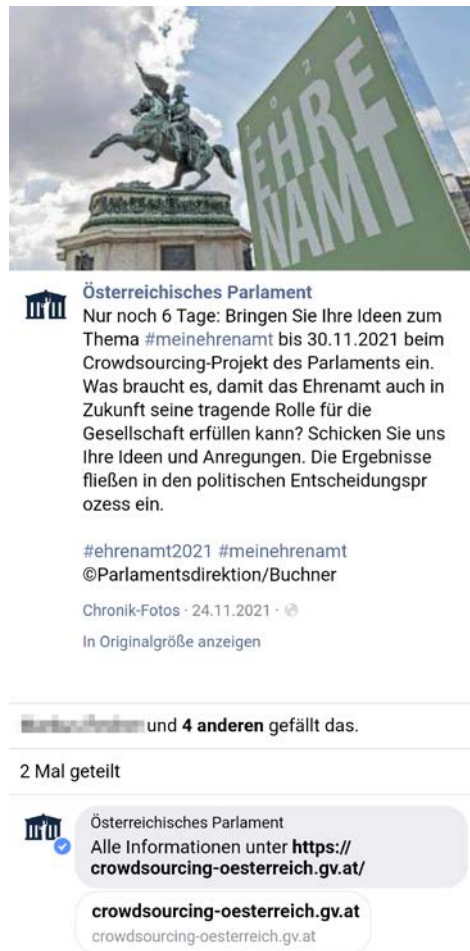 2021
EHRE
NAMT
Österreichisches Parlament
Nur noch 6 Tage: Bringen Sie Ihre Ideen zum
Thema #meinehrenamt bis 30.11.2021 beim
Crowdsourcing-Projekt des Parlaments ein.
Was braucht es, damit das Ehrenamt auch in
Zukunft seine tragende Rolle für die
Gesellschaft erfüllen kann? Schicken Sie uns
Ihre Ideen und Anregungen. Die Ergebnisse
fließen in den politischen Entscheidungspr
ozess ein.
#ehrenamt2021 #meinehrenamt
©Parlamentsdirektion/Buchner
Chronik-Fotos · 24.11.2021 ·
In Originalgröße anzeigen
und 4 anderen gefällt das.
2 Mal geteilt
Österreichisches Parlament
Alle Informationen unter https://
crowdsourcing-oesterreich.gv.at/
crowdsourcing-oesterreich.gv.at
crowdsourcing-oesterreich.gv.at